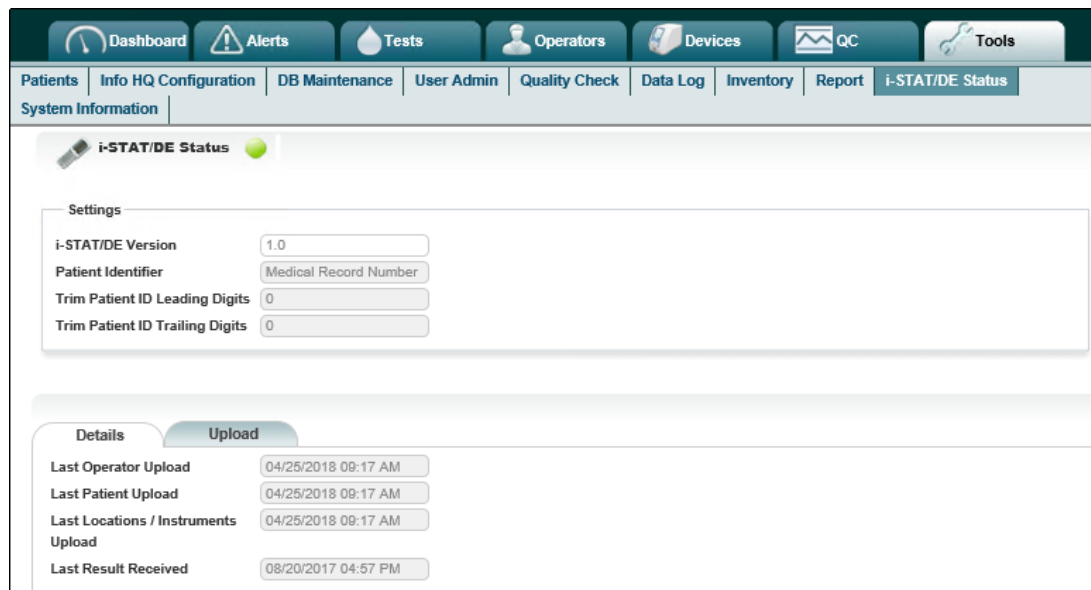 Dashboard Alerts Tests Operators Devices QC Tools
Patients Info HQ Configuration DB Maintenance User Admin Quality Check Data Log Inventory Report i-STAT/DE Status
System Information
i-STAT/DE Status
Settings
i-STAT/DE Version 1.0
Patient Identifier Medical Record Number
Trim Patient ID Leading Digits 0
Trim Patient ID Trailing Digits 0
Details Upload
Last Operator Upload 04/25/2018 09:17 AM
Last Patient Upload 04/25/2018 09:17 AM
Last Locations / Instruments 04/25/2018 09:17 AM
Upload
Last Result Received 08/20/2017 04:57 PM